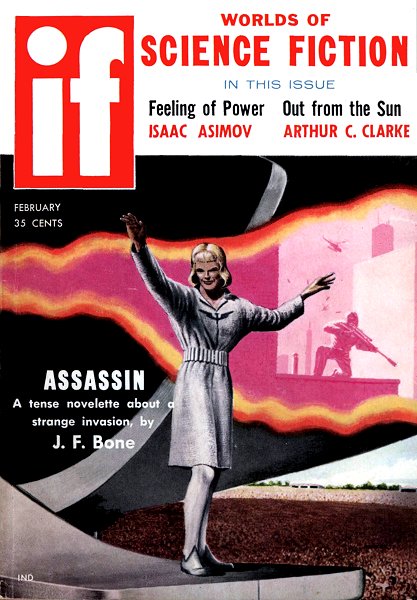 if
WORLDS OF
SCIENCE FICTION
IN THIS ISSUE
Feeling of Power
ISAAC ASIMOV
Out from the Sun
ARTHUR C. CLARKE
FEBRUARY
35 CENTS
ASSASSIN
A tense novelette about a
strange invasion, by
J. F. Bone
IND